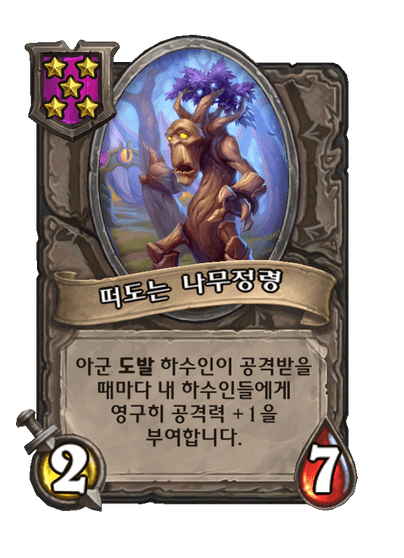 떠도는 나무정령
아군 도발 하수인이 공격받을
때마다 내 하수인들에게
영구히 공격력 +1을
부여합니다.
2
7